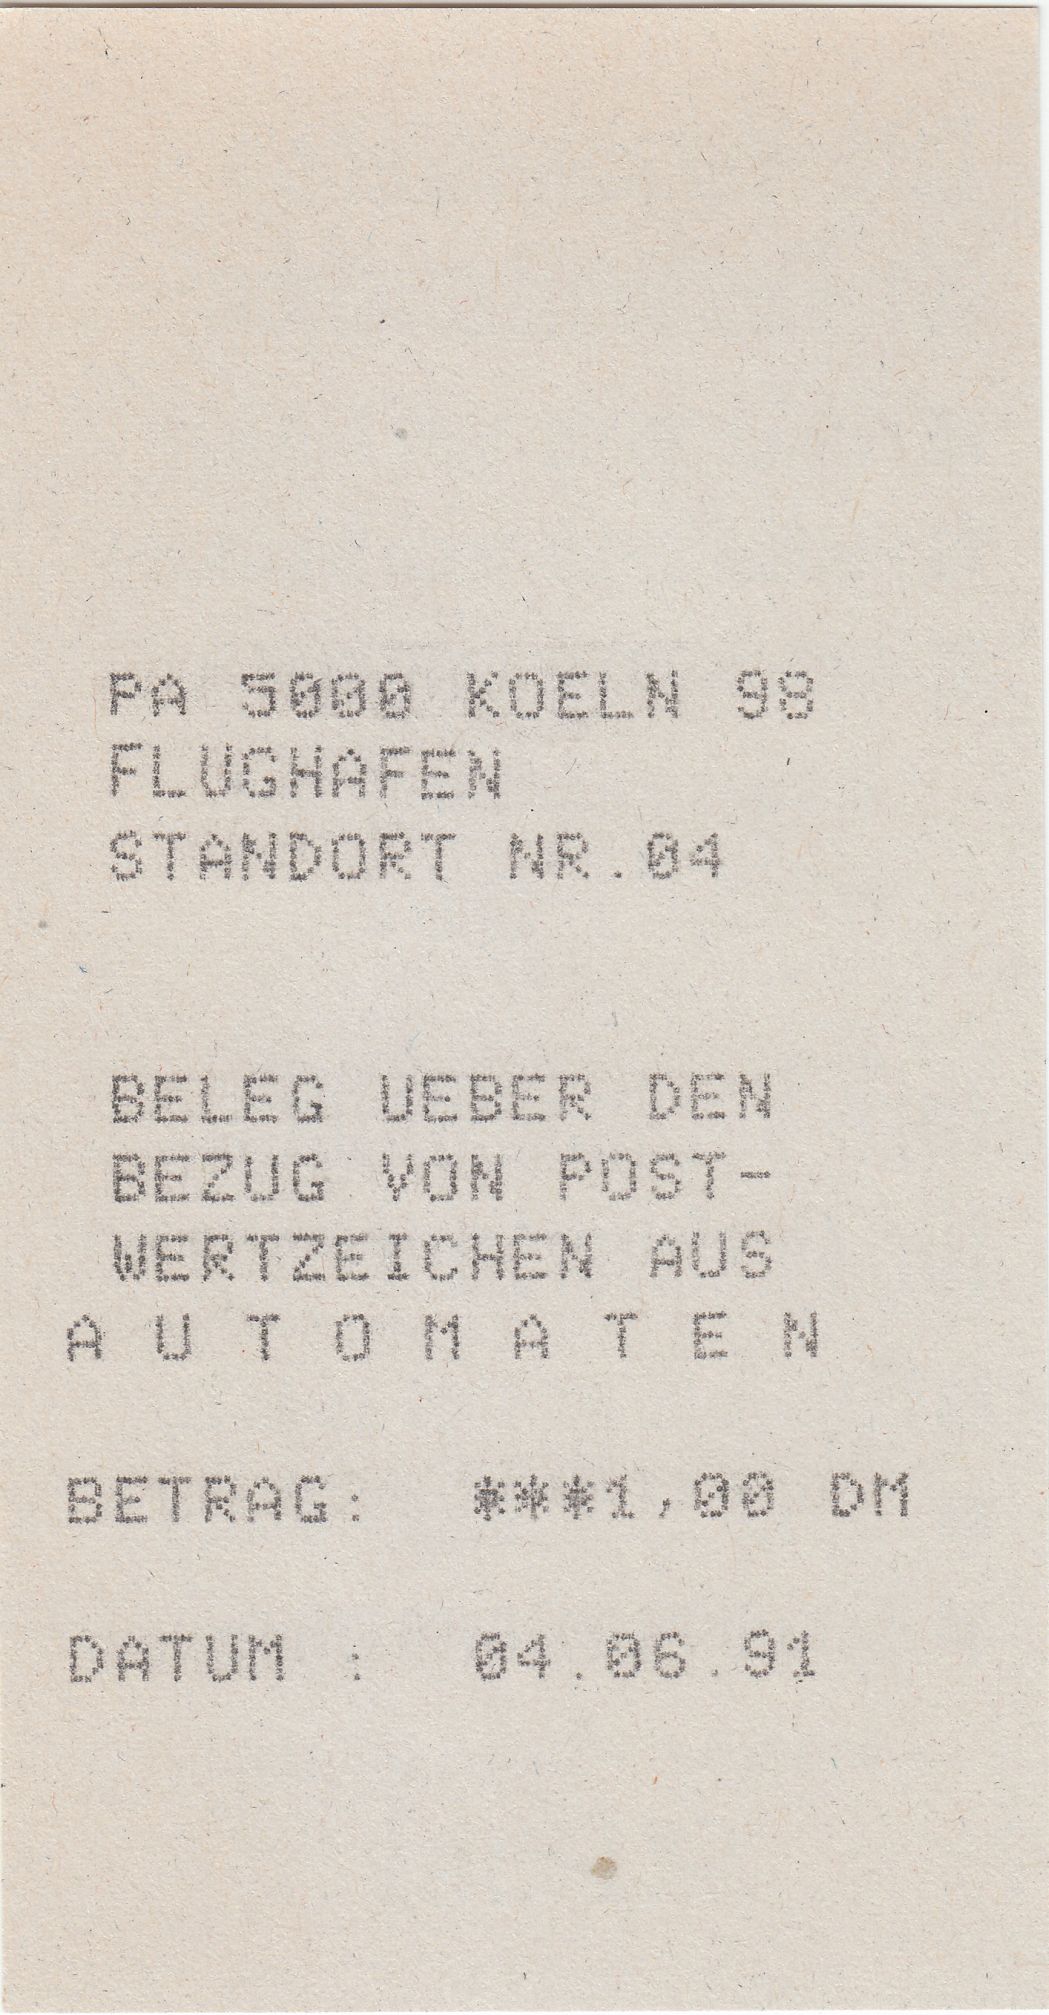 PA 5000 KOELN 98
FLUGHAFEN
STANDORT NR.04
BELEG UEBER DEN
BEZUG VON POST-
WERTZEICHEN AUS
A U T O M A T E N
BETRAG: ***1,00 DM
DATUM : 04.06.91